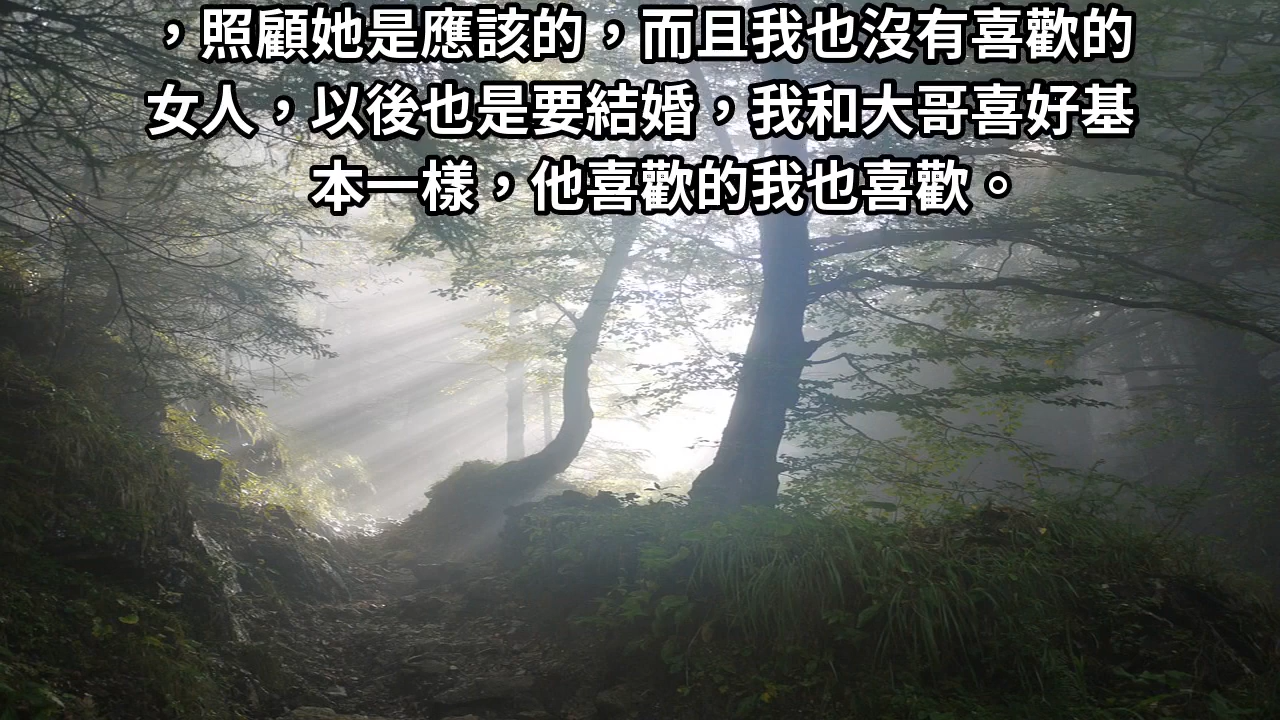 ，照顧她是應該的，而且我也沒有喜歡的
女人，以後也是要結婚，我和大哥喜好基
本一樣，他喜歡的我也喜歡。